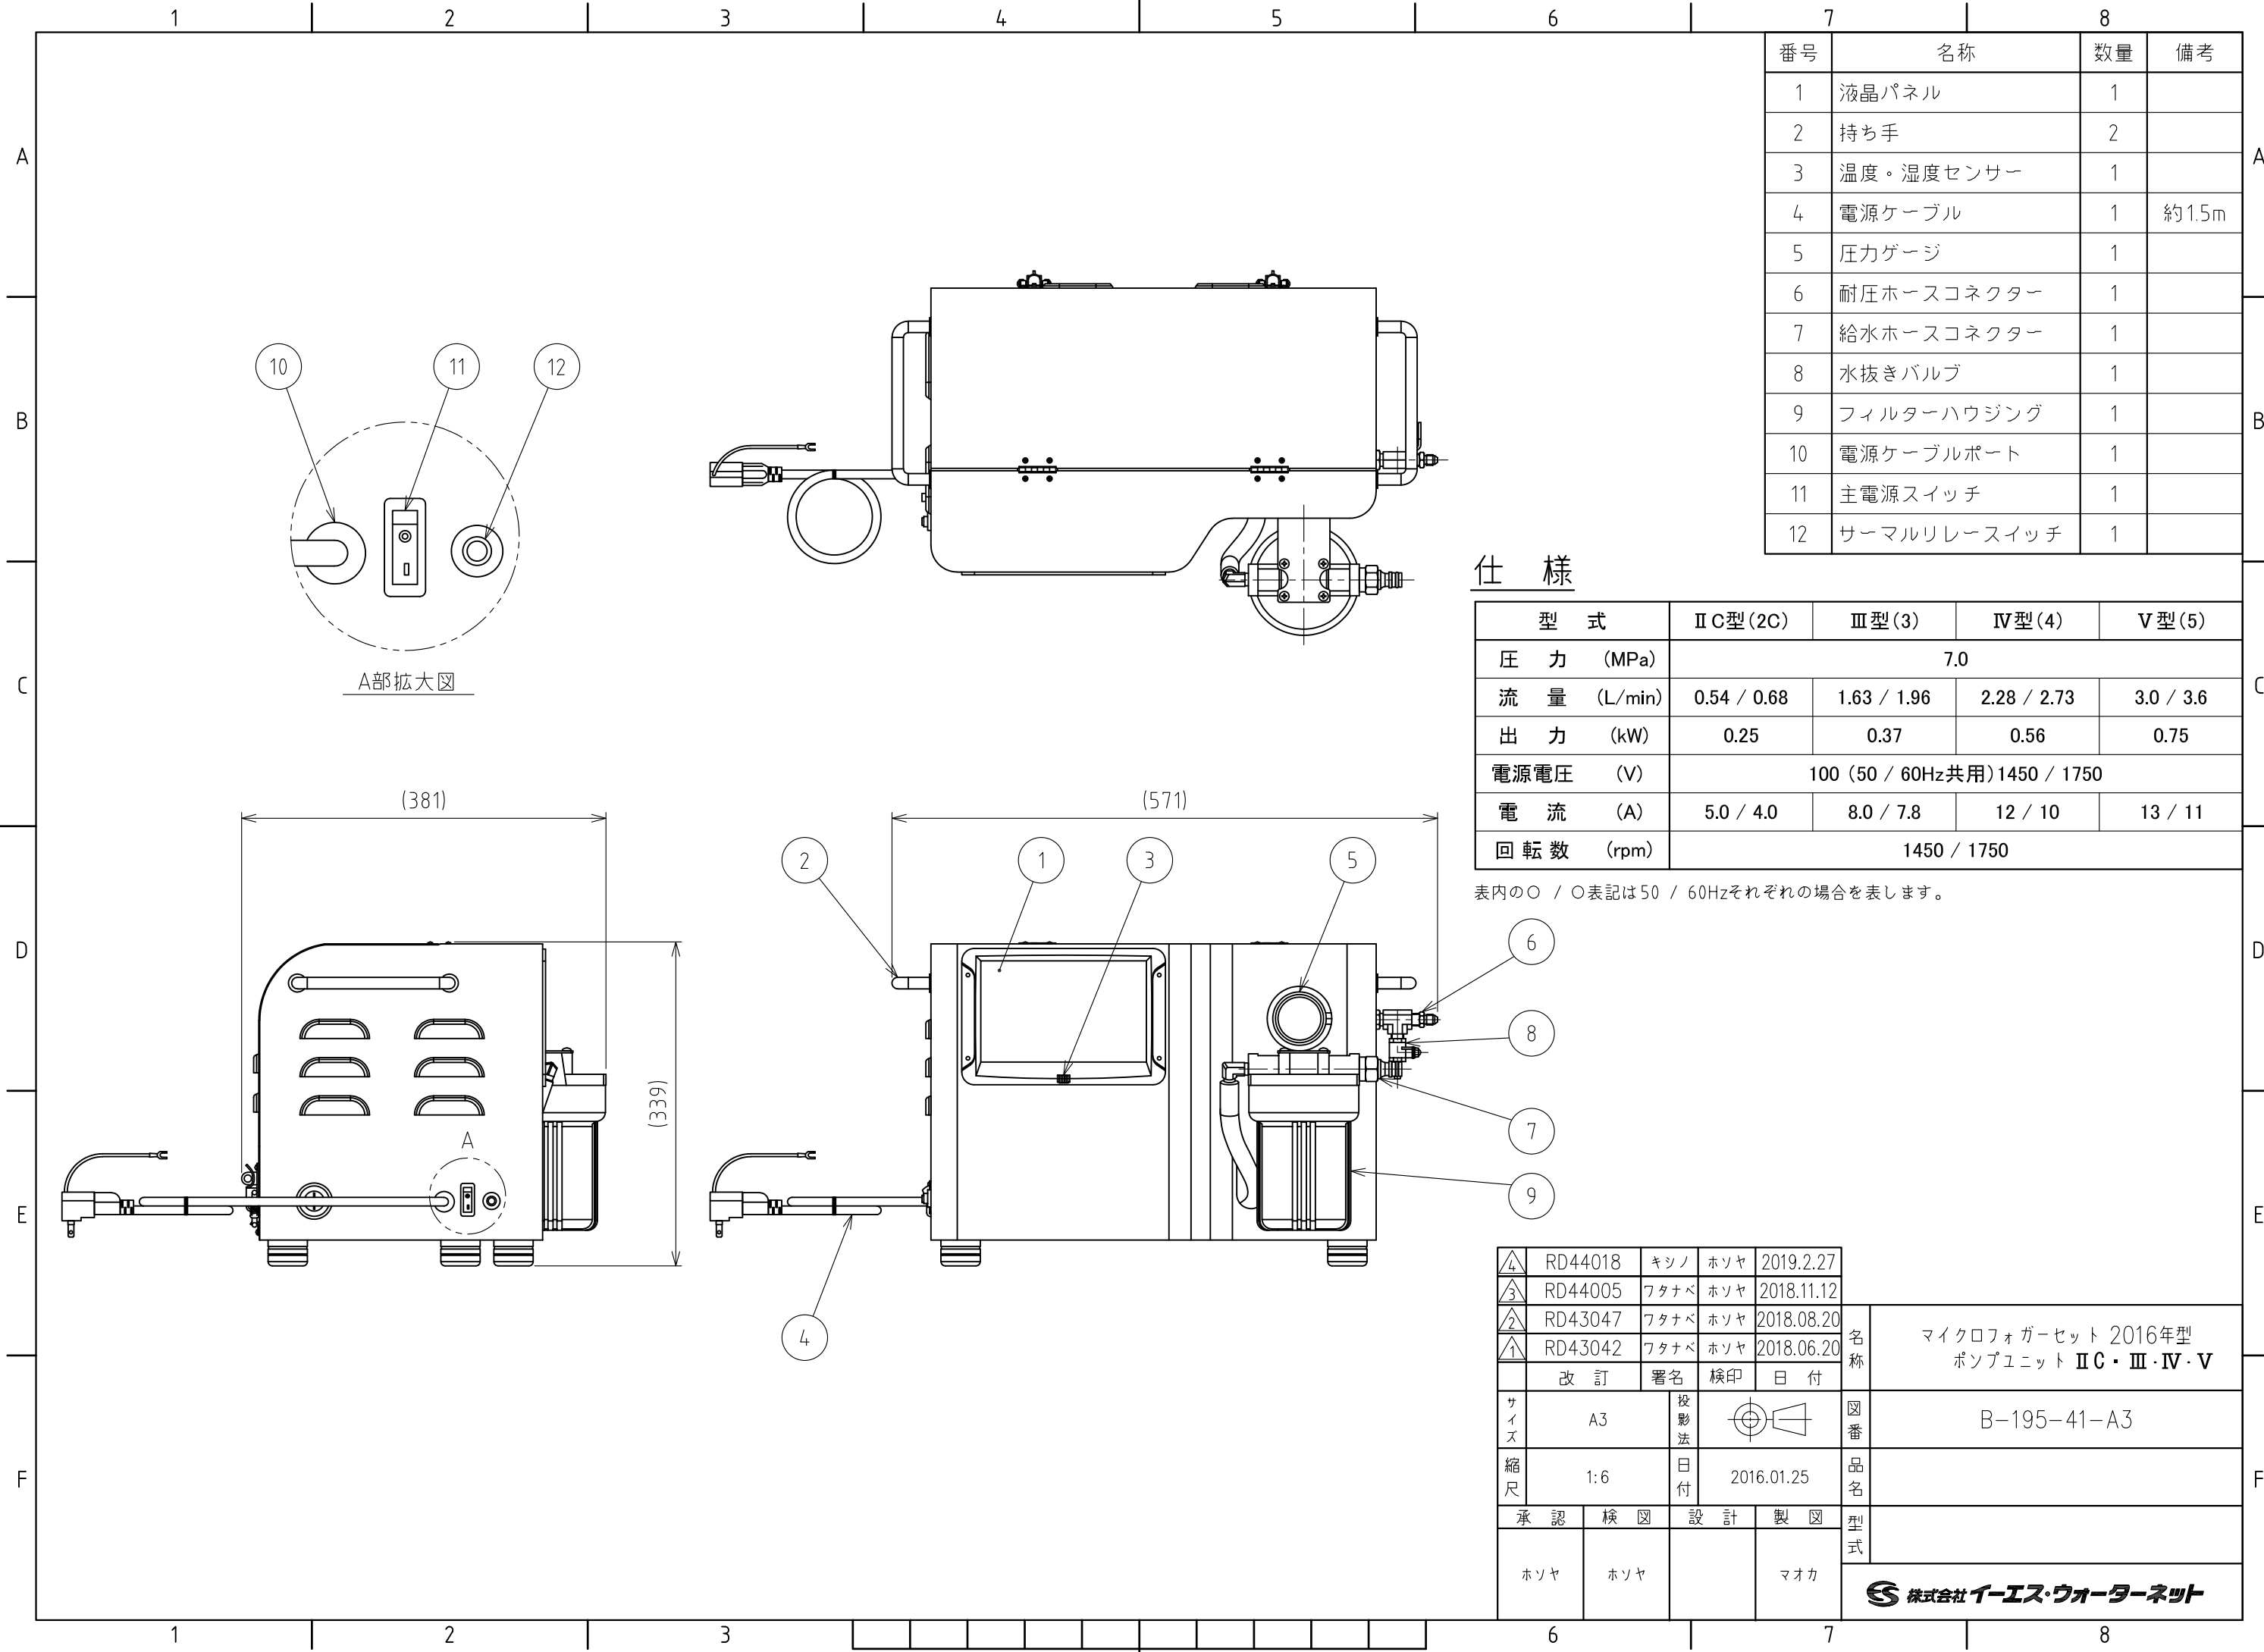 1 2 3 4 5 6 7 8
A
B
C
D
E
F
A
B
C
D
E
F
番号 名称 数量 備考
1 液晶パネル 1
2 持ち手 2
3 温度・湿度センサー 1
4 電源ケーブル 1 約1.5m
5 圧力ゲージ 1
6 耐圧ホースコネクター 1
7 給水ホースコネクター 1
8 水抜きバルブ 1
9 フィルターハウジング 1
10 電源ケーブルポート 1
11 主電源スイッチ 1
12 サーマルリレースイッチ 1
10 11 12
A部拡大図
仕 様
型 式 ⅡC型(2C) Ⅲ型(3) Ⅳ型(4) Ⅴ型(5)
圧 力 (MPa) 7.0
流 量 (L/min) 0.54 / 0.68 1.63 / 1.96 2.28 / 2.73 3.0 / 3.6
出 力 (kW) 0.25 0.37 0.56 0.75
電源電圧 (V) 100 (50 / 60Hz共用)1450 / 1750
電 流 (A) 5.0 / 4.0 8.0 / 7.8 12 / 10 13 / 11
回転数 (rpm) 1450 / 1750
表内の○ / ○表記は50 / 60Hzそれぞれの場合を表します。
(381)
(339)
A
(571)
2 1 3 5
6
8
7
9
4
4 RD44018 キシノ ホソヤ 2019.2.27
3 RD44005 ワタナベ ホソヤ 2018.11.12
2 RD43047 ワタナベ ホソヤ 2018.08.20
1 RD43042 ワタナベ ホソヤ 2018.06.20
改 訂 署名 検印 日 付
名称 マイクロフォガーセット 2016年型
ポンプユニット ⅡC・Ⅲ・Ⅳ・Ⅴ
サイズ A3 投影法
図番 B-195-41-A3
縮尺 1:6 日付 2016.01.25
品名
承 認 検 図 設 計 製 図
型式
ホソヤ ホソヤ マオカ
ES 株式会社イーエス・ウォーターネット
1 2 3 6 7 8